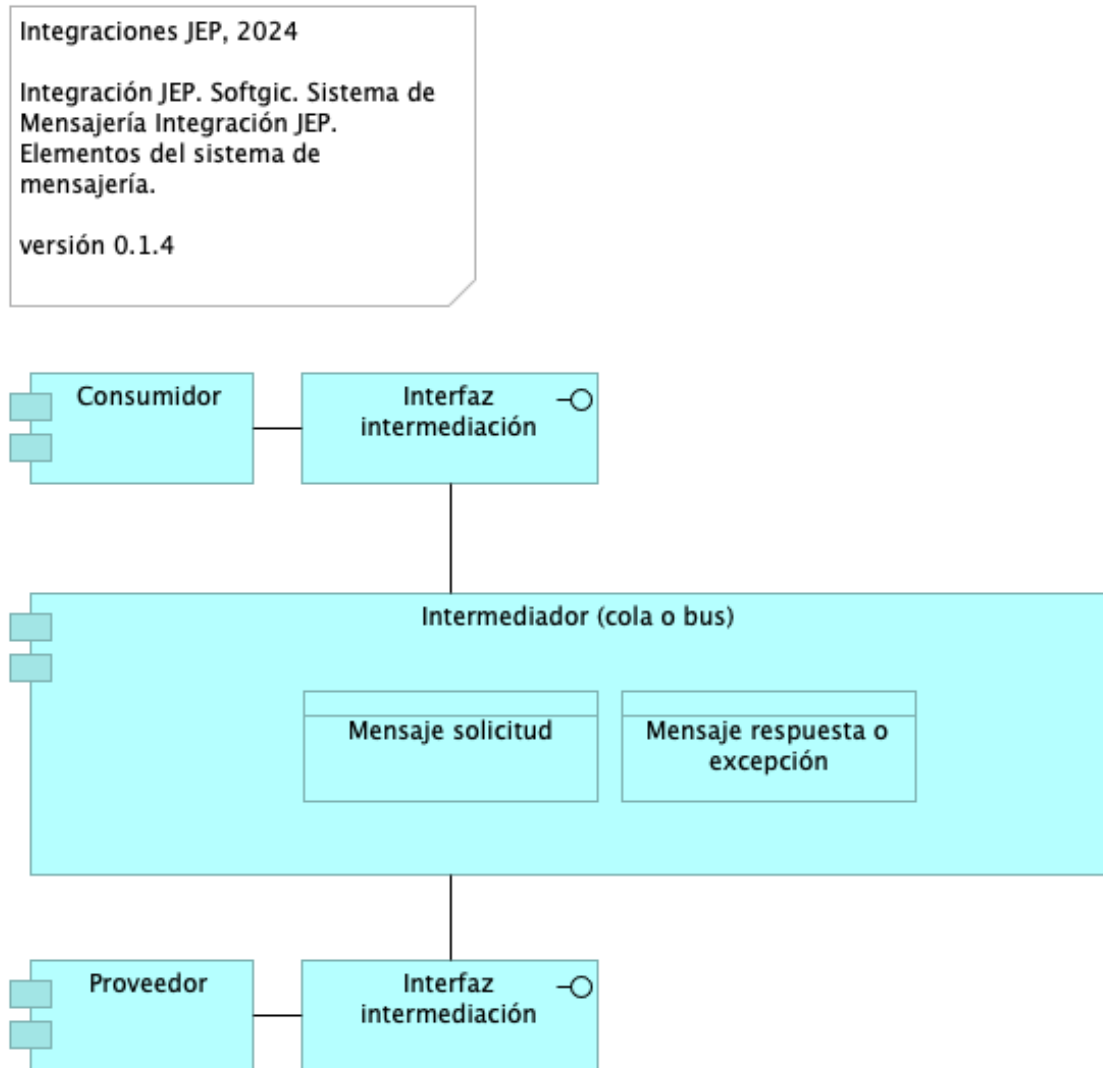 Integraciones JEP, 2024
Integración JEP. Softgic. Sistema de
Mensajería Integración JEP.
Elementos del sistema de
mensajería.
versión 0.1.4
Consumidor
Interfaz
intermediación
Intermediador (cola o bus)
Mensaje solicitud
Mensaje respuesta o
excepción
Proveedor
Interfaz
intermediación